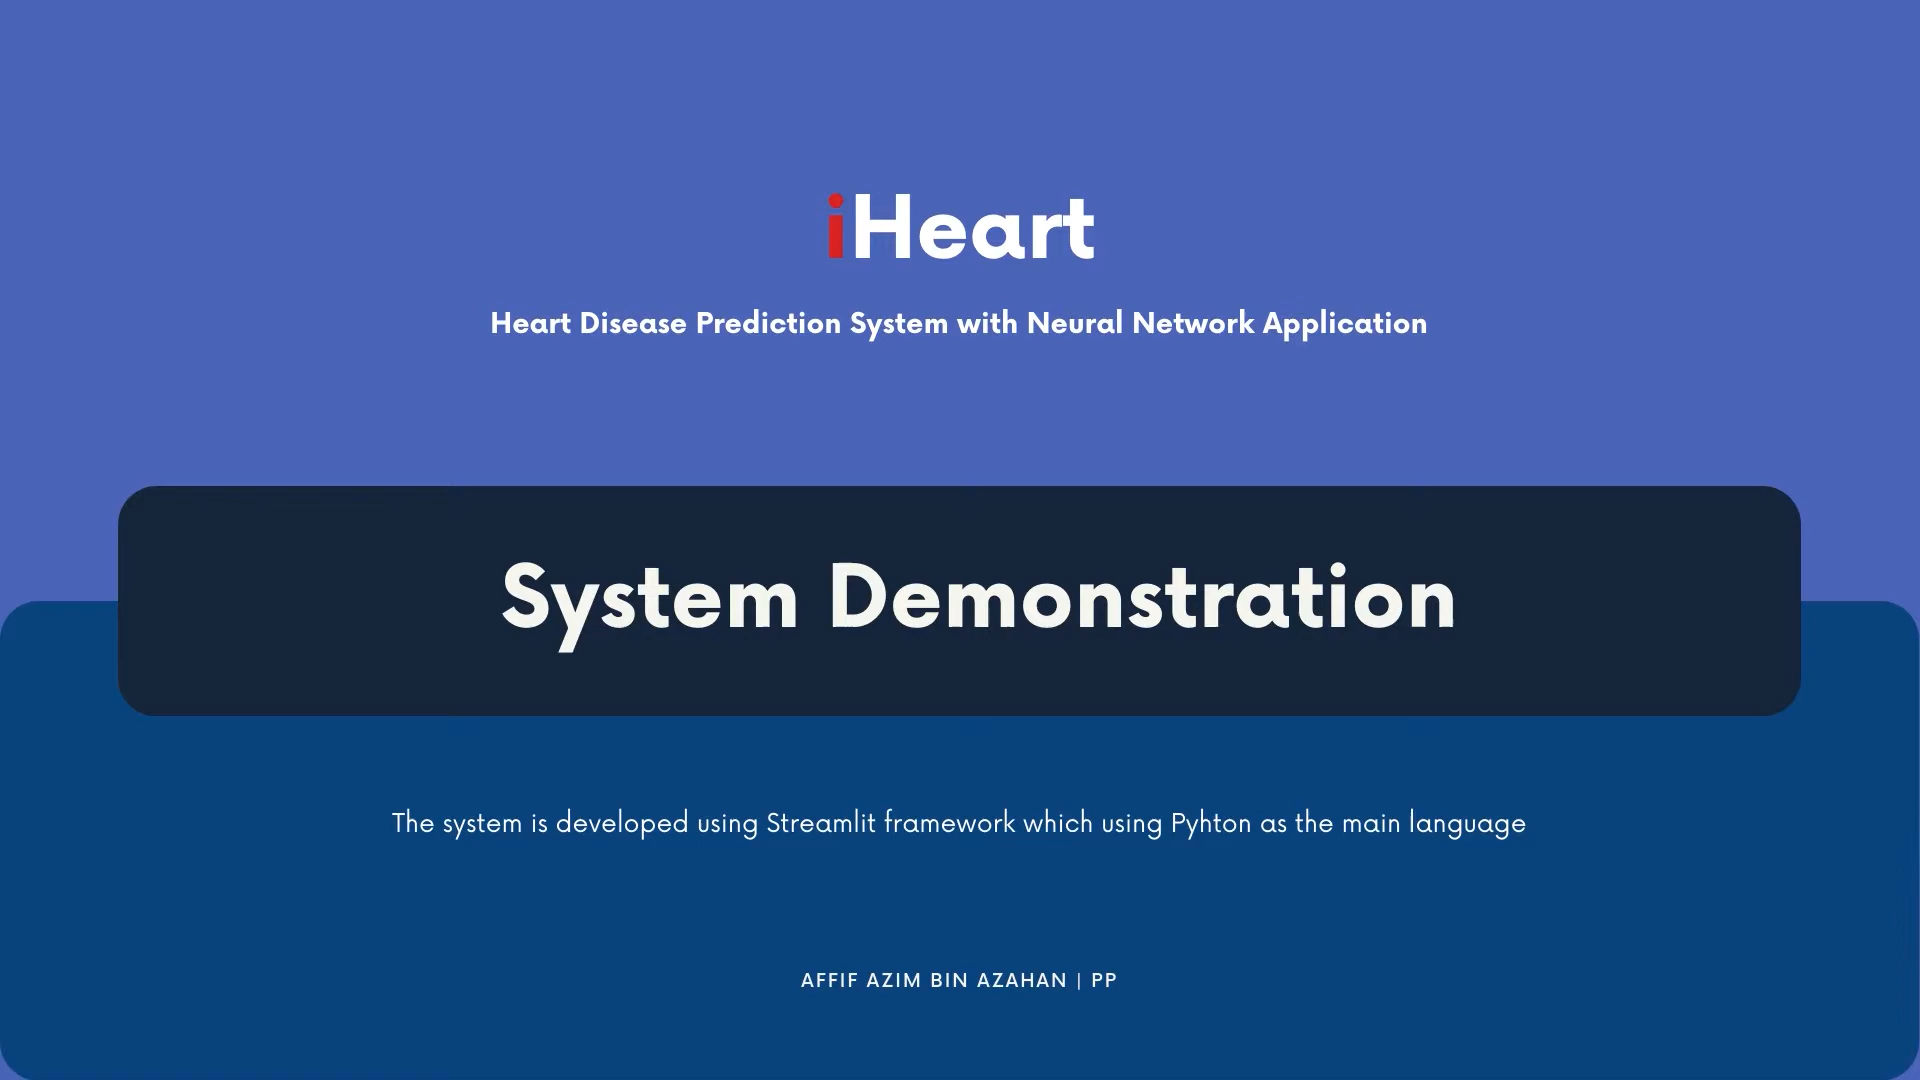 iHeart
Heart Disease Prediction System with Neural Network Application
System Demonstration
The system is developed using Streamlit framework which using Pyhton as the main language
AFFIF AZIM BIN AZAHAN | PP